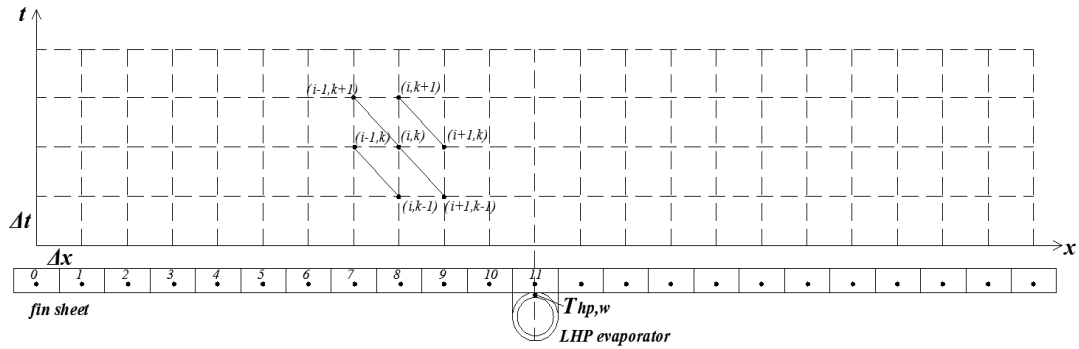 t
(i-1,k+1) (i,k+1)
(i-1,k) (i,k) (i+1,k)
(i,k-1) (i+1,k-1)
Δt
Δx x
0 1 2 3 4 5 6 7 8 9 10 11
fin sheet Thp,w
LHP evaporator